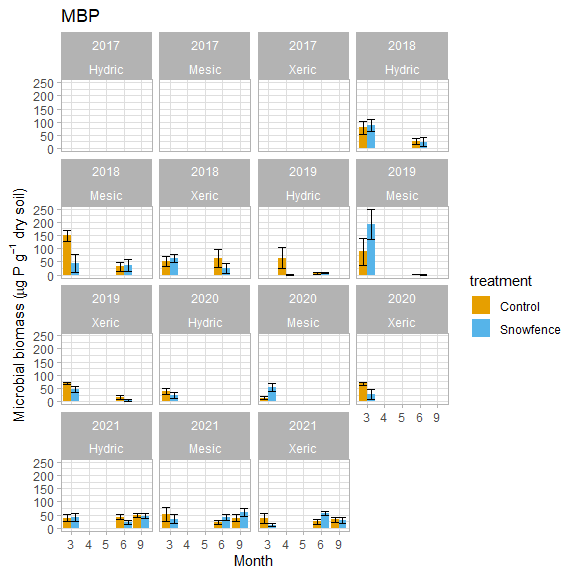 MBP
2017 2017 2017 2018
Hydric Mesic Xeric Hydric
250
200
150
100
50
0
2018 2018 2019 2019
Mesic Xeric Hydric Mesic
250
200
150
100
50
0
2019 2020 2020 2020
Xeric Hydric Mesic Xeric
250
200
150
100
50
0
3 4 5 6 9
2021 2021 2021
Hydric Mesic Xeric
250
200
150
100
50
0
3 4 5 6 9 3 4 5 6 9 3 4 5 6 9
Month
Microbial biomass (µg P g⁻¹ dry soil)
treatment
Control
Snowfence